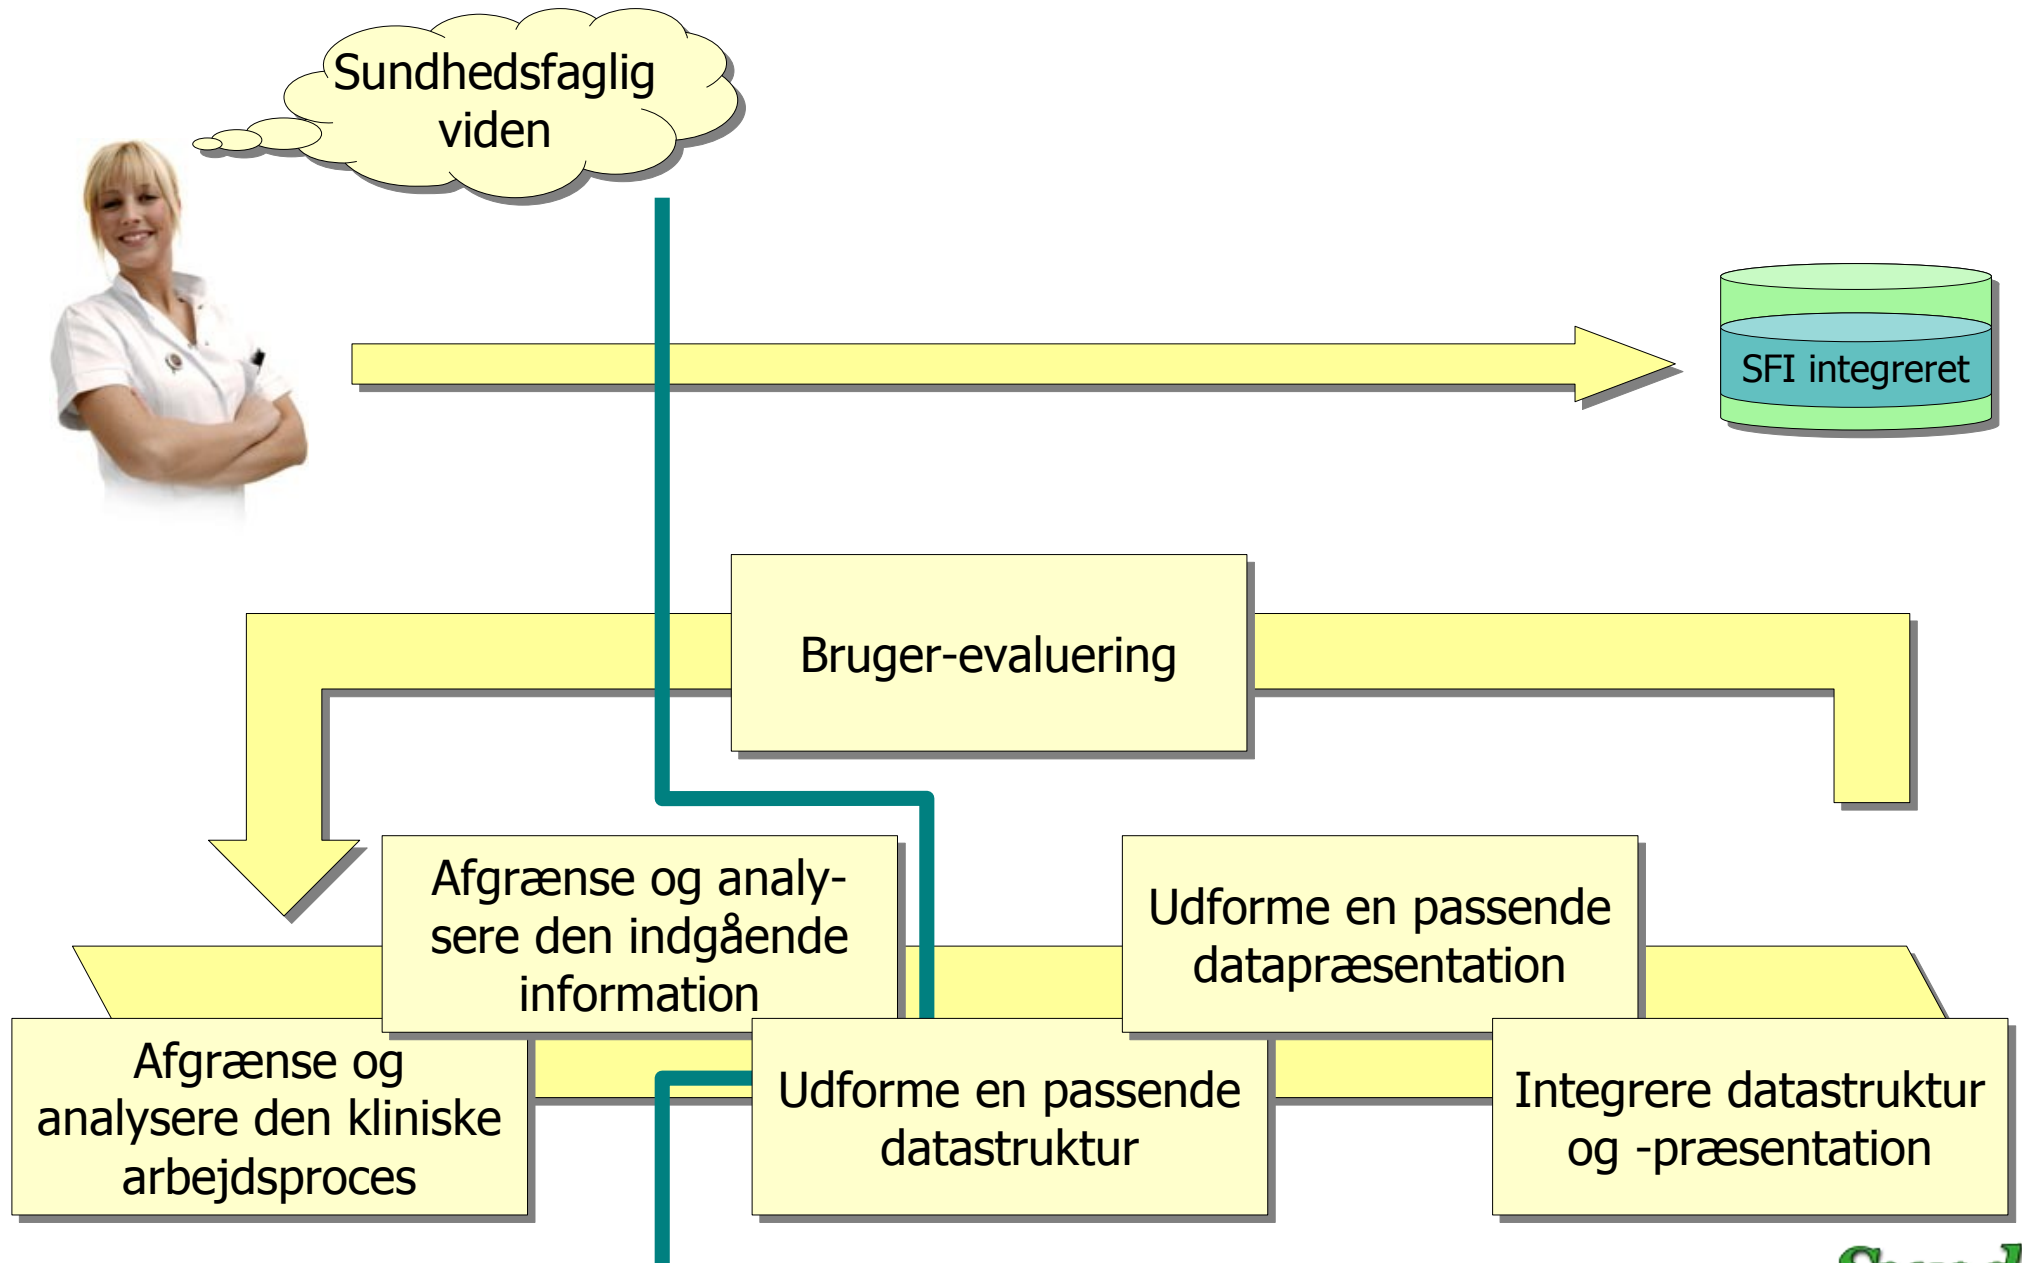 Sundhedsfaglig
viden
SFI integreret
Bruger-evaluering
Afgrænse og analy-
sere den indgående
information
Udforme en passende
datapræsentation
Afgrænse og
analysere den kliniske
arbejdsproces
Udforme en passende
datastruktur
Integrere datastruktur
og -præsentation